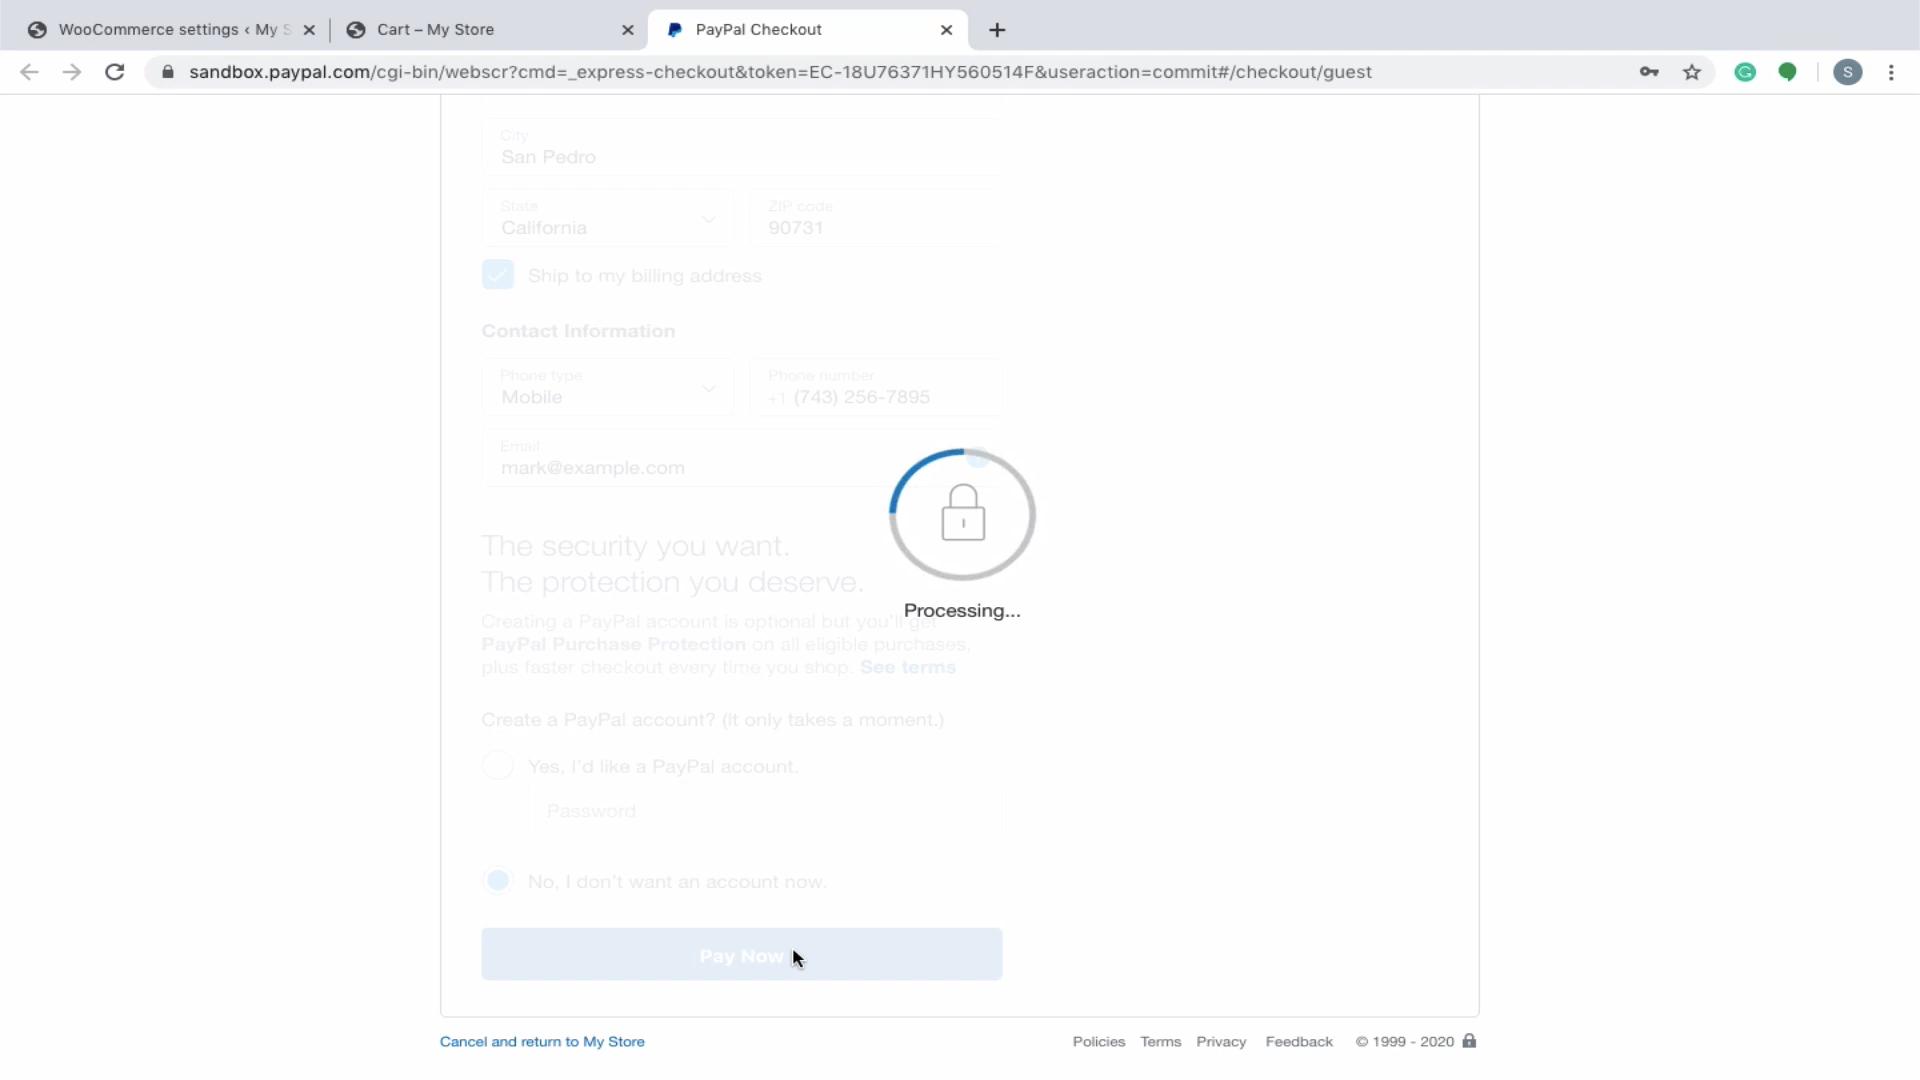 WooCommerce settings ‹ My S
Cart – My Store
PayPal Checkout
sandbox.paypal.com/cgi-bin/webscr?cmd=_express-checkout&token=EC-18U76371HY560514F&useraction=commit#/checkout/guest
S
City
San Pedro
State
California
ZIP code
90731
Ship to my billing address
Contact Information
Phone type
Mobile
Phone number
+1 (743) 256-7895
Email
mark@example.com
The security you want.
The protection you deserve.
Processing...
Creating a PayPal account is optional but you'll get
PayPal Purchase Protection on all eligible purchases,
plus faster checkout every time you shop. See terms
Create a PayPal account? (It only takes a moment.)
Yes, I'd like a PayPal account.
Password
No, I don't want an account now.
Pay Now
Cancel and return to My Store
Policies Terms Privacy Feedback © 1999 - 2020